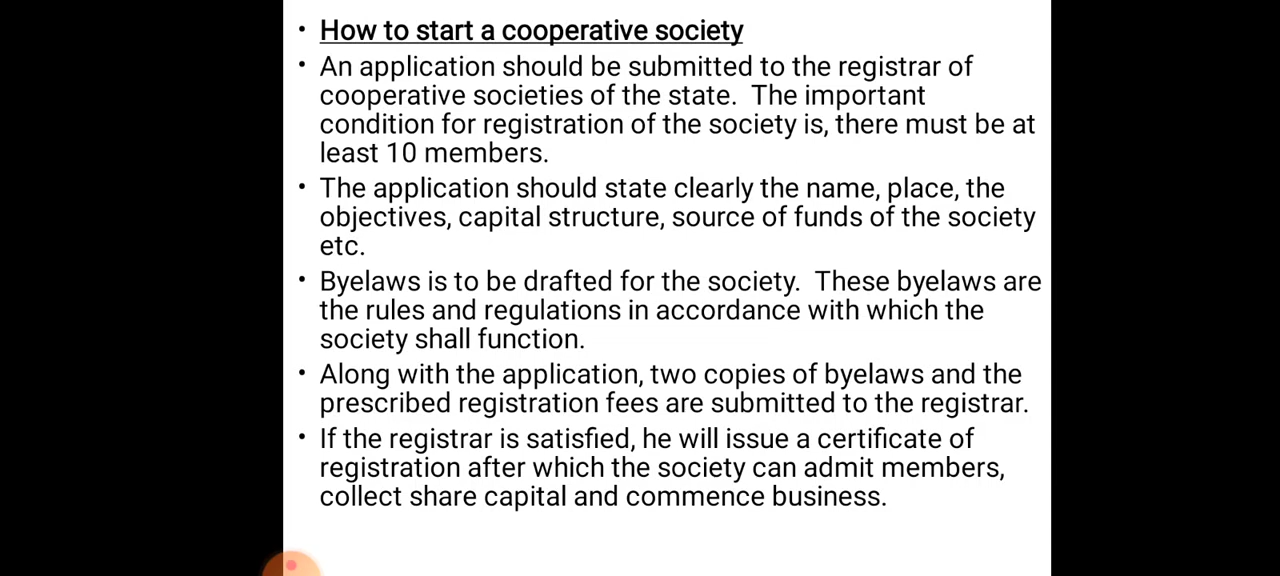 • How to start a cooperative society
• An application should be submitted to the registrar of
cooperative societies of the state.  The important
condition for registration of the society is, there must be at
least 10 members.
• The application should state clearly the name, place, the
objectives, capital structure, source of funds of the society
etc.
• Byelaws is to be drafted for the society.  These byelaws are
the rules and regulations in accordance with which the
society shall function.
• Along with the application, two copies of byelaws and the
prescribed registration fees are submitted to the registrar.
• If the registrar is satisfied, he will issue a certificate of
registration after which the society can admit members,
collect share capital and commence business.